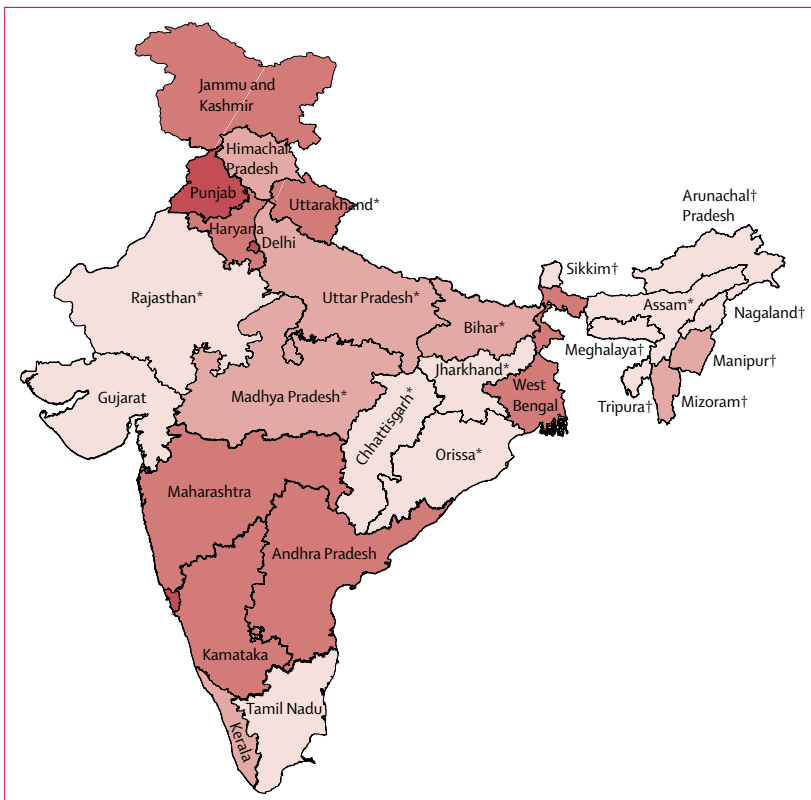 Jammu and
Kashmir
Himachal
Pradesh
Punjab
Uttarakhand*
Haryana
Delhi
Arunachal†
Pradesh
Sikkim†
Rajasthan*
Uttar Pradesh*
Bihar*
Assam*
Nagaland†
Meghalaya†
Manipur†
Jharkhand*
Gujarat
Madhya Pradesh*
Chhattisgarh*
West
Bengal
Tripura†
Mizoram†
Orissa*
Maharashtra
Andhra Pradesh
Kamataka
Tamil Nadu
Kerala